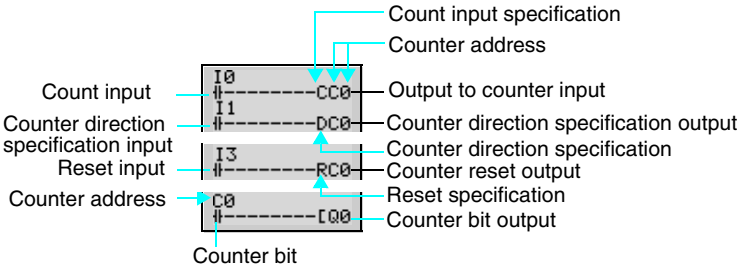 Count input specification
Counter address
I0
Count input
CC0
Output to counter input
I1
Counter direction
specification input
DC0
Counter direction specification output
Counter direction specification
I3
Reset input
RC0
Counter reset output
Reset specification
Counter address
C0
[Q0
Counter bit output
Counter bit